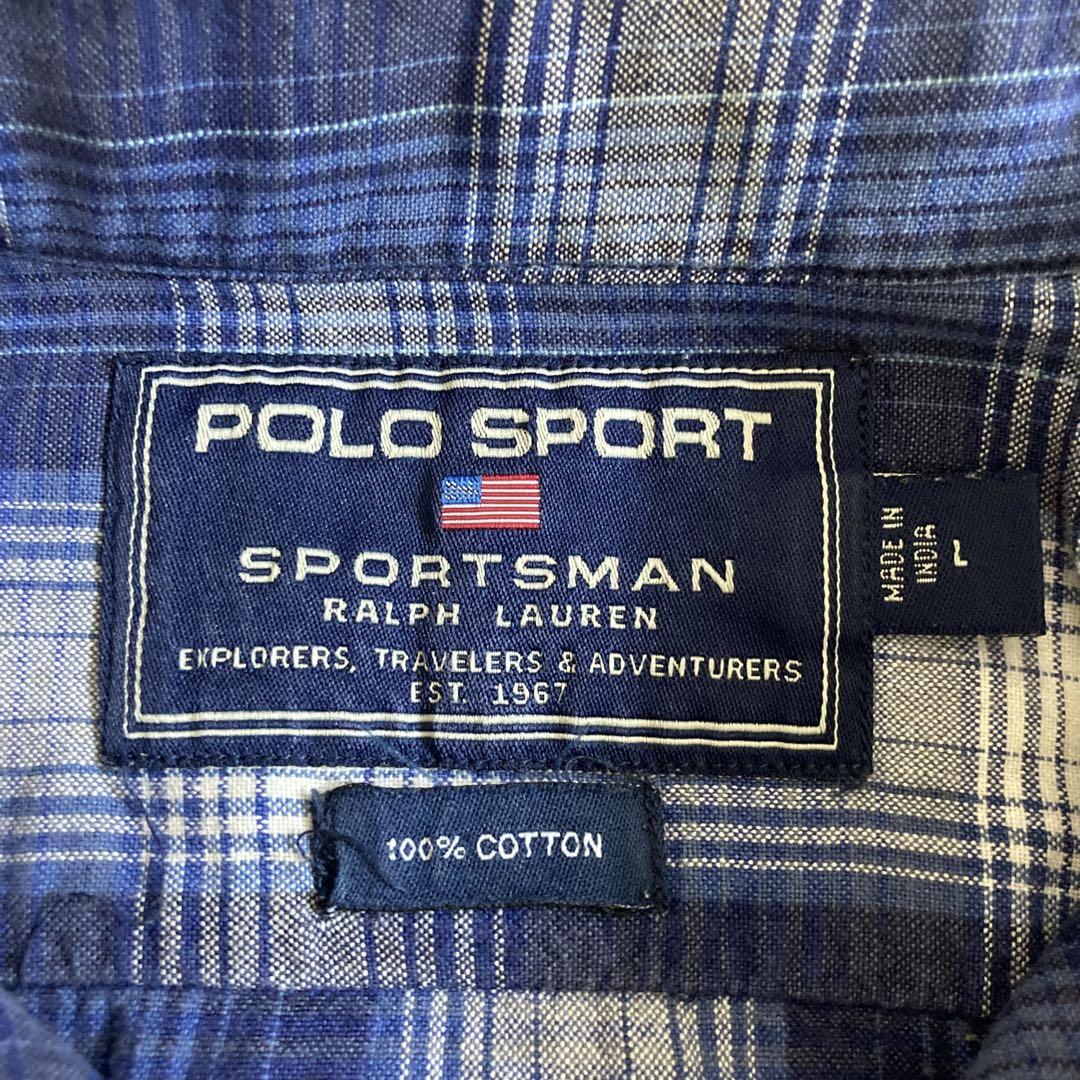 POLO SPORT
SPORTSMAN
RALPH LAUREN
EXPLORERS, TRAVELERS & ADVENTURERS
EST. 1967
MADE IN
INDIA
L
100% COTTON